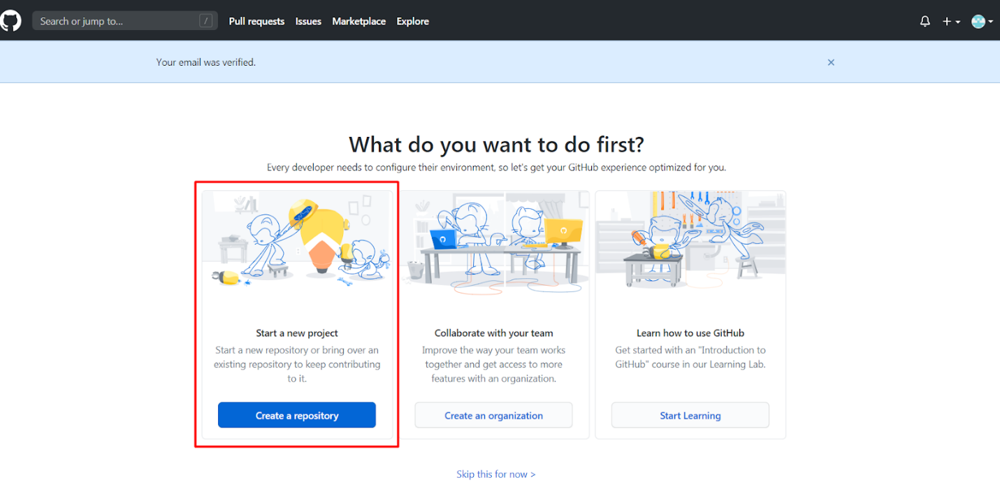 Search or jump to... /
Pull requests Issues Marketplace Explore
Your email was verified.
What do you want to do first?
Every developer needs to configure their environment, so let's get your GitHub experience optimized for you.
Start a new project
Start a new repository or bring over an
existing repository to keep contributing
to it.
Create a repository
Collaborate with your team
Improve the way your team works
together and get access to more
features with an organization.
Create an organization
Learn how to use GitHub
Get started with an "Introduction to
GitHub" course in our Learning Lab.
Start Learning
Skip this for now >